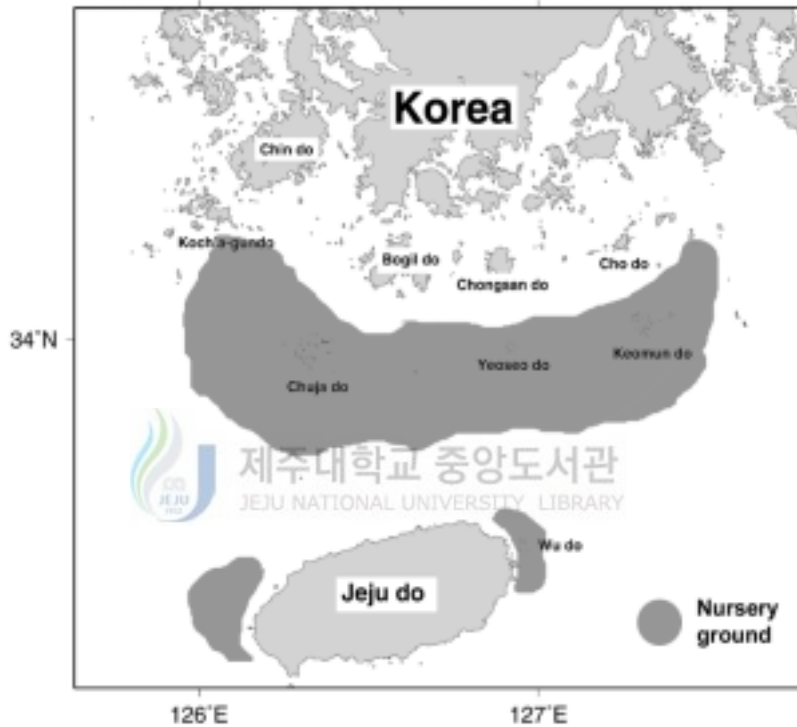 Korea
Chin do
Koch'a-gundo
Bogil do
Chongsan do
Cho do
34°N
Chuja do
Yeoseo do
Keomun do
제주대학교 중앙도서관
JEJU NATIONAL UNIVERSITY LIBRARY
JEJU
1952
Wu do
Jeju do
Nursery
ground
126°E
127°E